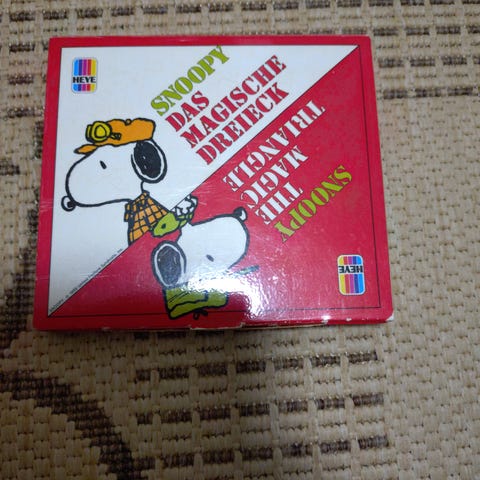 HEYE
SNOOPY
DAS
MAGISCHE
DREIECK
SNOOPY
THE
MAGIC
TRIANGLE
HEYE